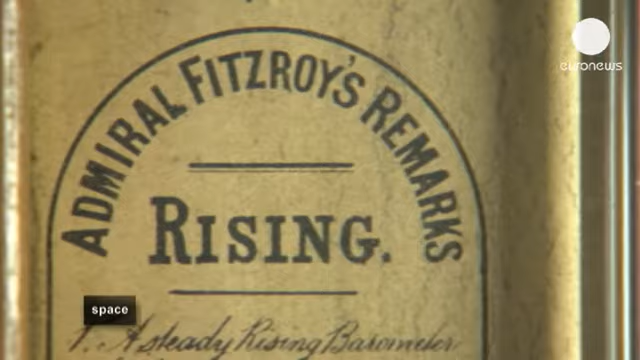 euronews
ADMIRAL FITZROY'S REMARKS
RISING.
space
1. A steady Rising Barometer